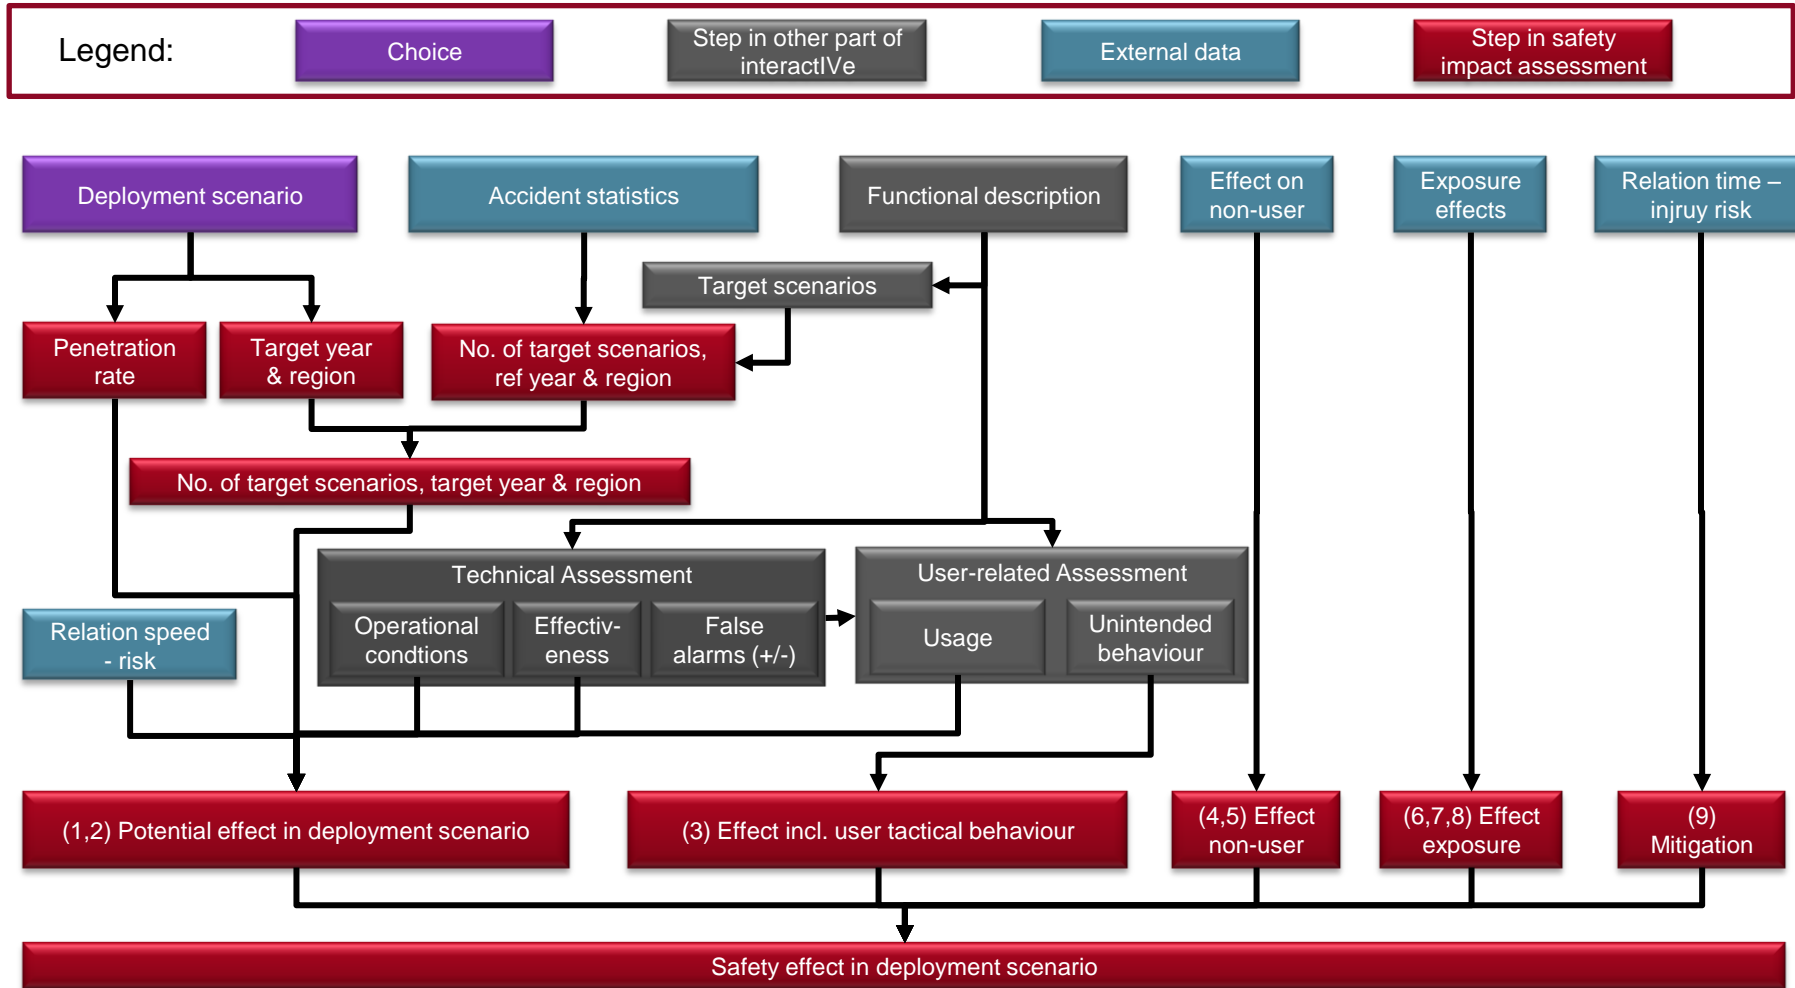 Legend:
Choice
Step in other part of
interactIVe
External data
Step in safety
impact assessment
Deployment scenario
Accident statistics
Functional description
Effect on
non-user
Exposure
effects
Relation time –
injruy risk
Target scenarios
Penetration
rate
Target year
& region
No. of target scenarios,
ref year & region
No. of target scenarios, target year & region
Technical Assessment
Operational
condtions
Effectiv-
eness
False
alarms (+/-)
User-related Assessment
Usage
Unintended
behaviour
Relation speed
- risk
(1,2) Potential effect in deployment scenario
(3) Effect incl. user tactical behaviour
(4,5) Effect
non-user
(6,7,8) Effect
exposure
(9)
Mitigation
Safety effect in deployment scenario